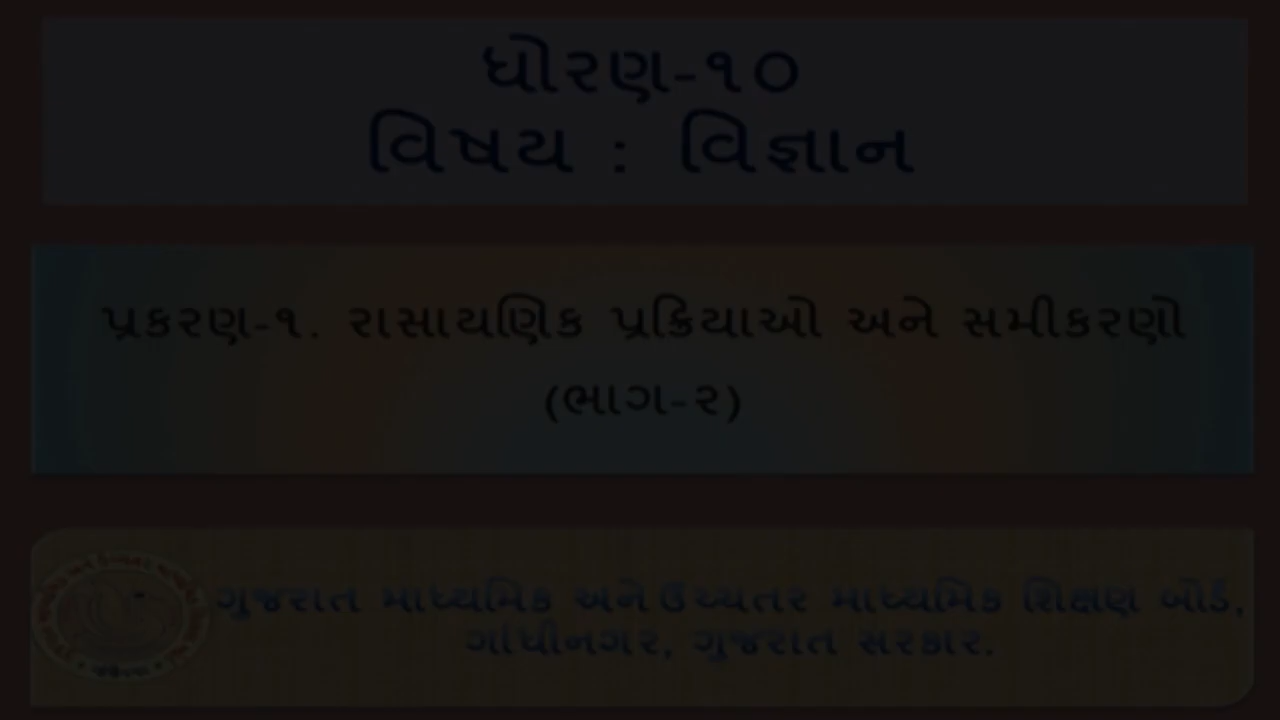 ધોરણ-૧૦
વિષય : વિજ્ઞાન
પ્રકરણ-૧. રાસાયણિક પ્રક્રિયાઓ અને સમીકરણો
(ભાગ-૨)
ગુજરાત માધ્યમિક અને ઉચ્ચતર માધ્યમિક શિક્ષણ બોર્ડ,
ગાંધીનગર, ગુજરાત સરકાર.